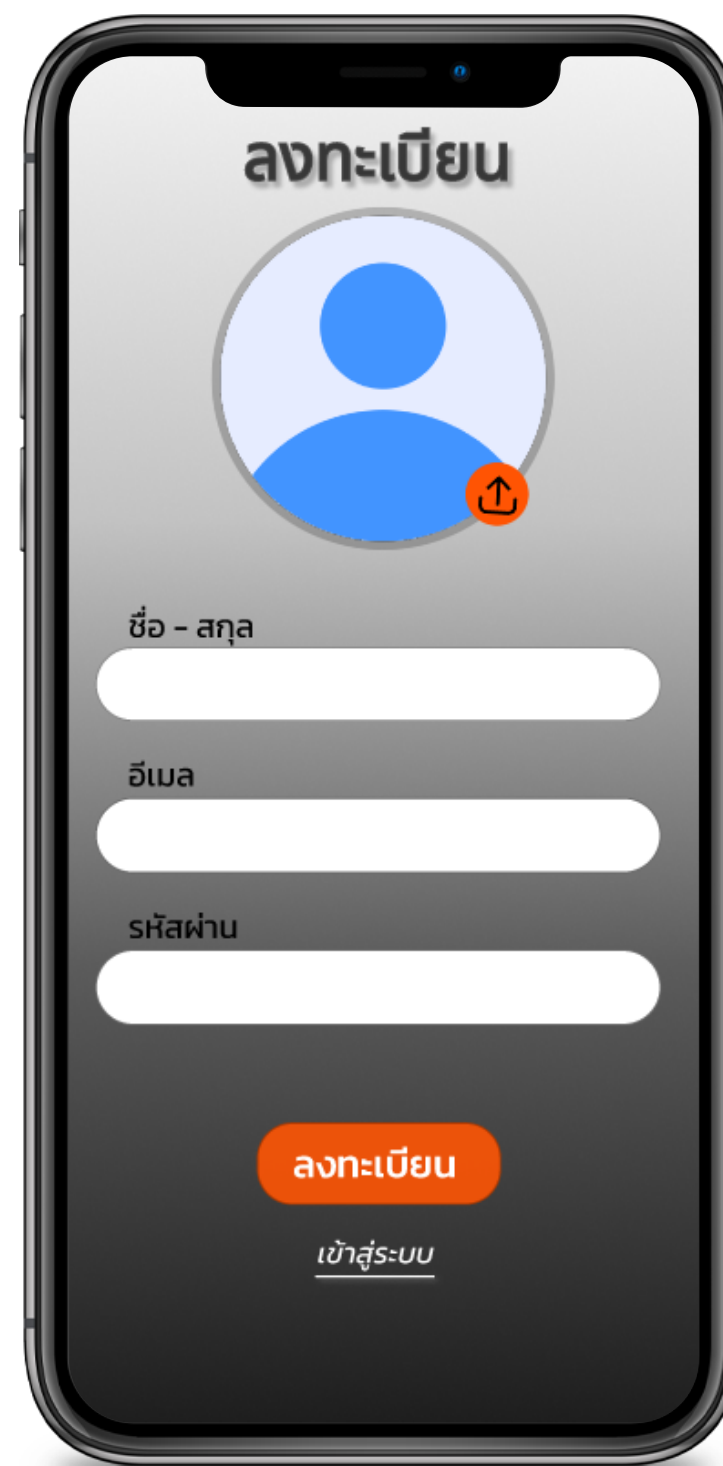 ลงทะเบียน
ชื่อ - สกุล
อีเมล
รหัสผ่าน
ลงทะเบียน
เข้าสู่ระบบ